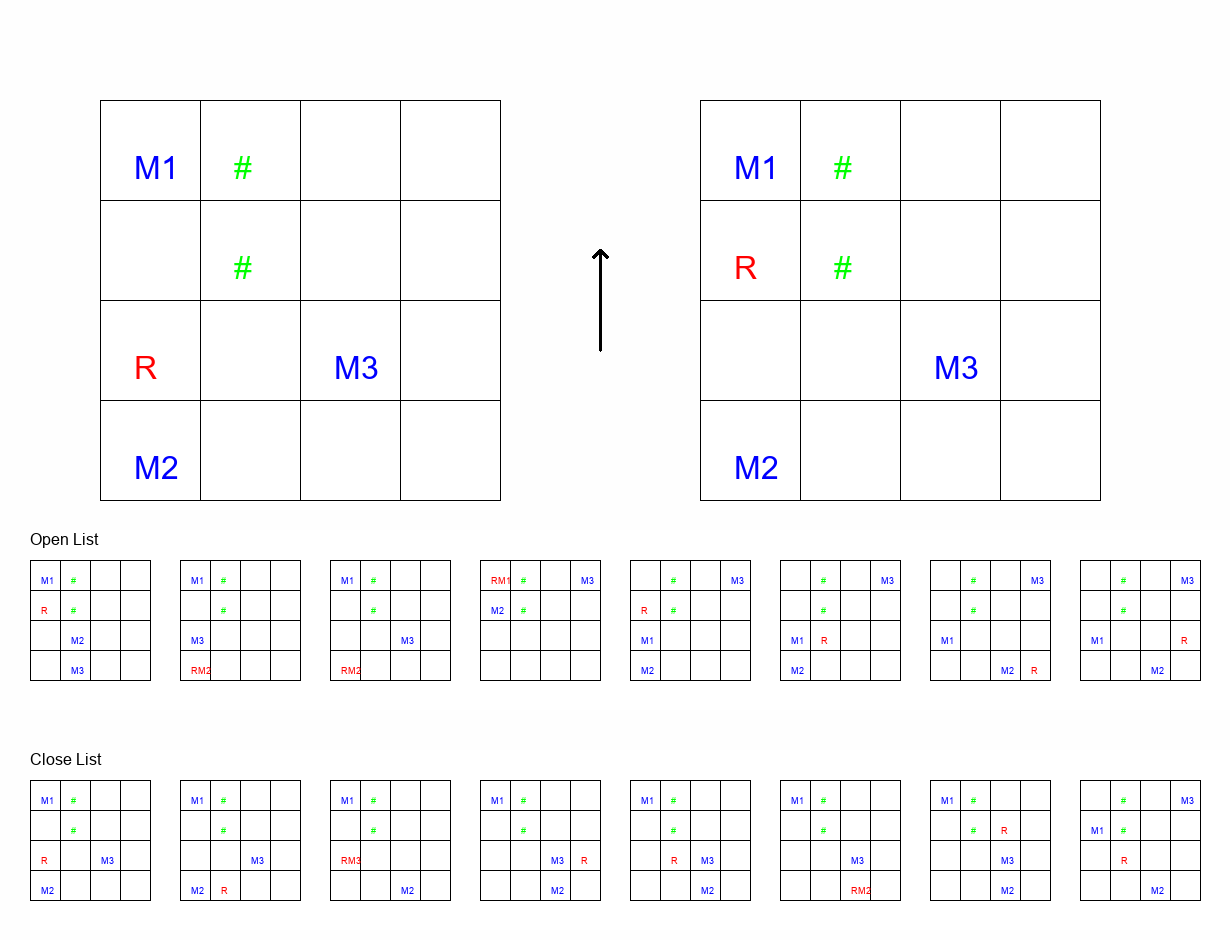 M1 # M1 #
# R #
R M3 M3
M2 M2
Open List
M1 # M1 # M1 # RM1 # M3 # M3 # M3 # M3 # M3
R # # # M2 # R # # # #
M2 M3 M3 M1 M1 R M1 M1 R
M3 RM2 RM2 M2 M2 M2 R M2
Close List
M1 # M1 # M1 # M1 # M1 # M1 # M1 # # M3
# # # # # # # R M1 #
R M3 M3 RM3 M3 R R M3 M3 M3 R
M2 M2 R M2 M2 M2 RM2 M2 M2